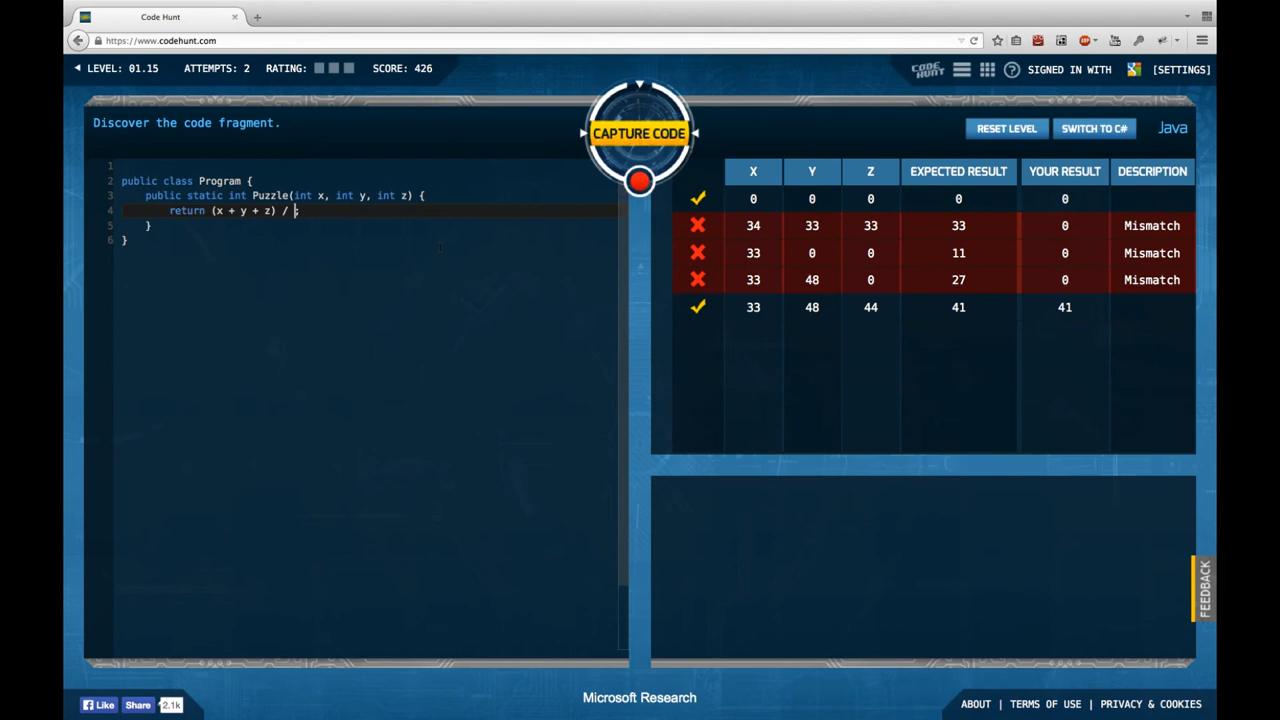 Code Hunt
https://www.codehunt.com
LEVEL: 01.15 ATTEMPTS: 2 RATING: SCORE: 426
CODE HUNT
SIGNED IN WITH [SETTINGS]
Discover the code fragment.
CAPTURE CODE
RESET LEVEL SWITCH TO C# Java
1
2 public class Program {
3 public static int Puzzle(int x, int y, int z) {
4 return (x + y + z) / ;
5 }
6 }
X Y Z EXPECTED RESULT YOUR RESULT DESCRIPTION
0 0 0 0 0
34 33 33 33 0 Mismatch
33 0 0 11 0 Mismatch
33 48 0 27 0 Mismatch
33 48 44 41 41
FEEDBACK
Like Share 2.1k
Microsoft Research
ABOUT | TERMS OF USE | PRIVACY & COOKIES